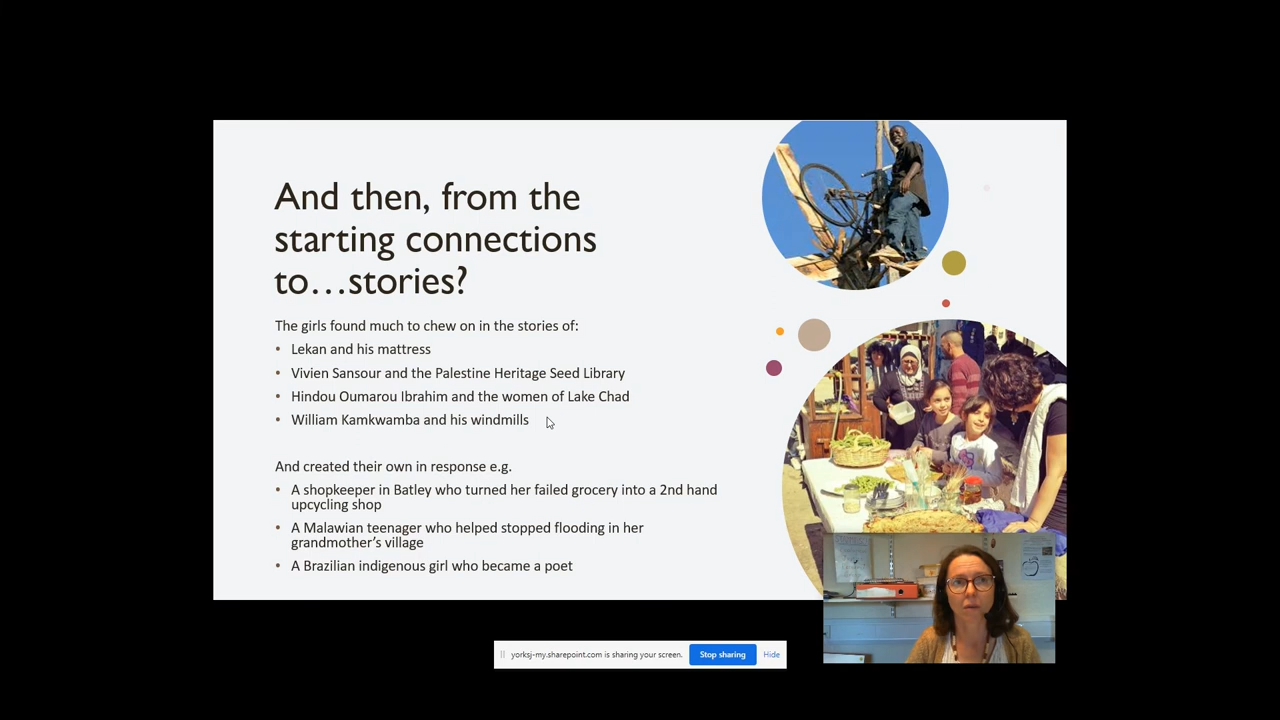 And then, from the
starting connections
to…stories?
The girls found much to chew on in the stories of:
• Lekan and his mattress
• Vivien Sansour and the Palestine Heritage Seed Library
• Hindou Oumarou Ibrahim and the women of Lake Chad
• William Kamkwamba and his windmills
And created their own in response e.g.
• A shopkeeper in Batley who turned her failed grocery into a 2nd hand
upcycling shop
• A Malawian teenager who helped stopped flooding in her
grandmother's village
• A Brazilian indigenous girl who became a poet
yorksj-my.sharepoint.com is sharing your screen. Stop sharing Hide